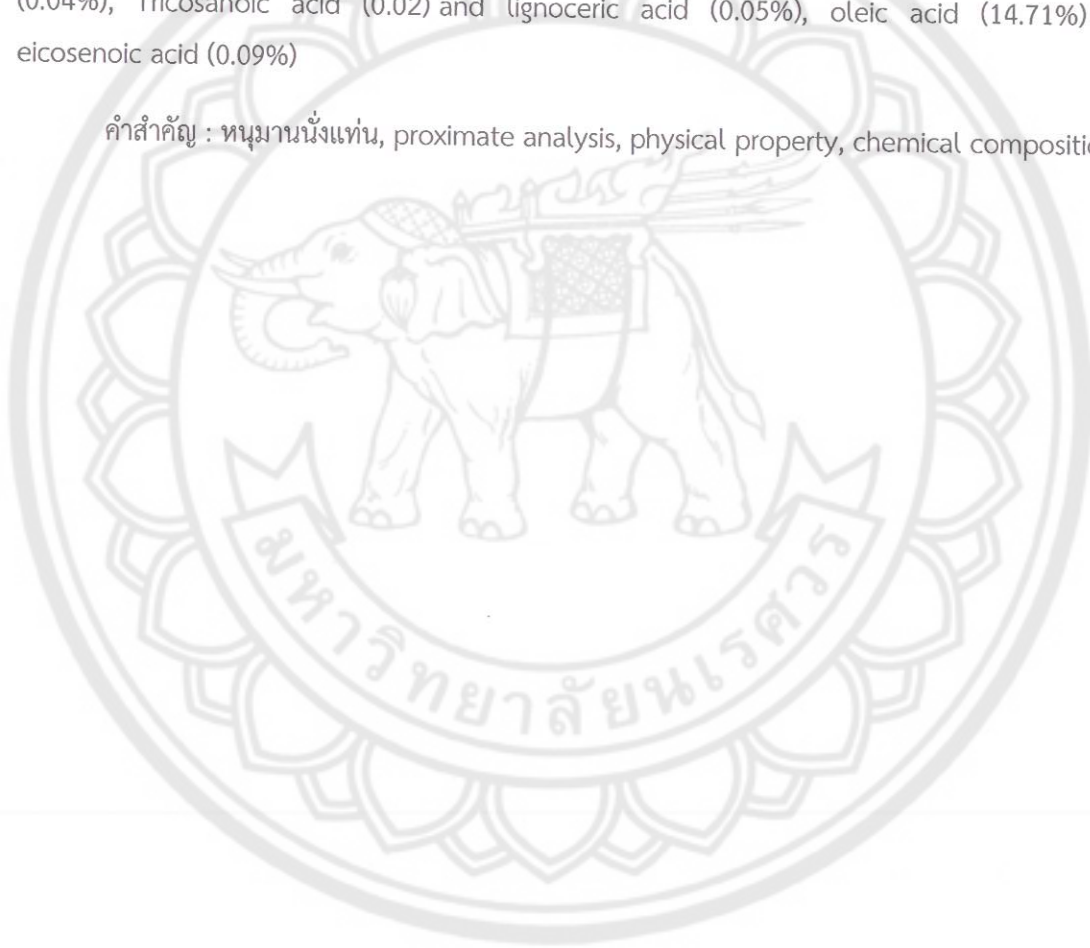 (0.04%), Tricosanoic acid (0.02) and lignoceric acid (0.05%), oleic acid (14.71%)
eicosenoic acid (0.09%)
คำสำคัญ : หนุมานนั่งแท่น, proximate analysis, physical property, chemical compositi
มหาวิทยาลัยนเรศวร